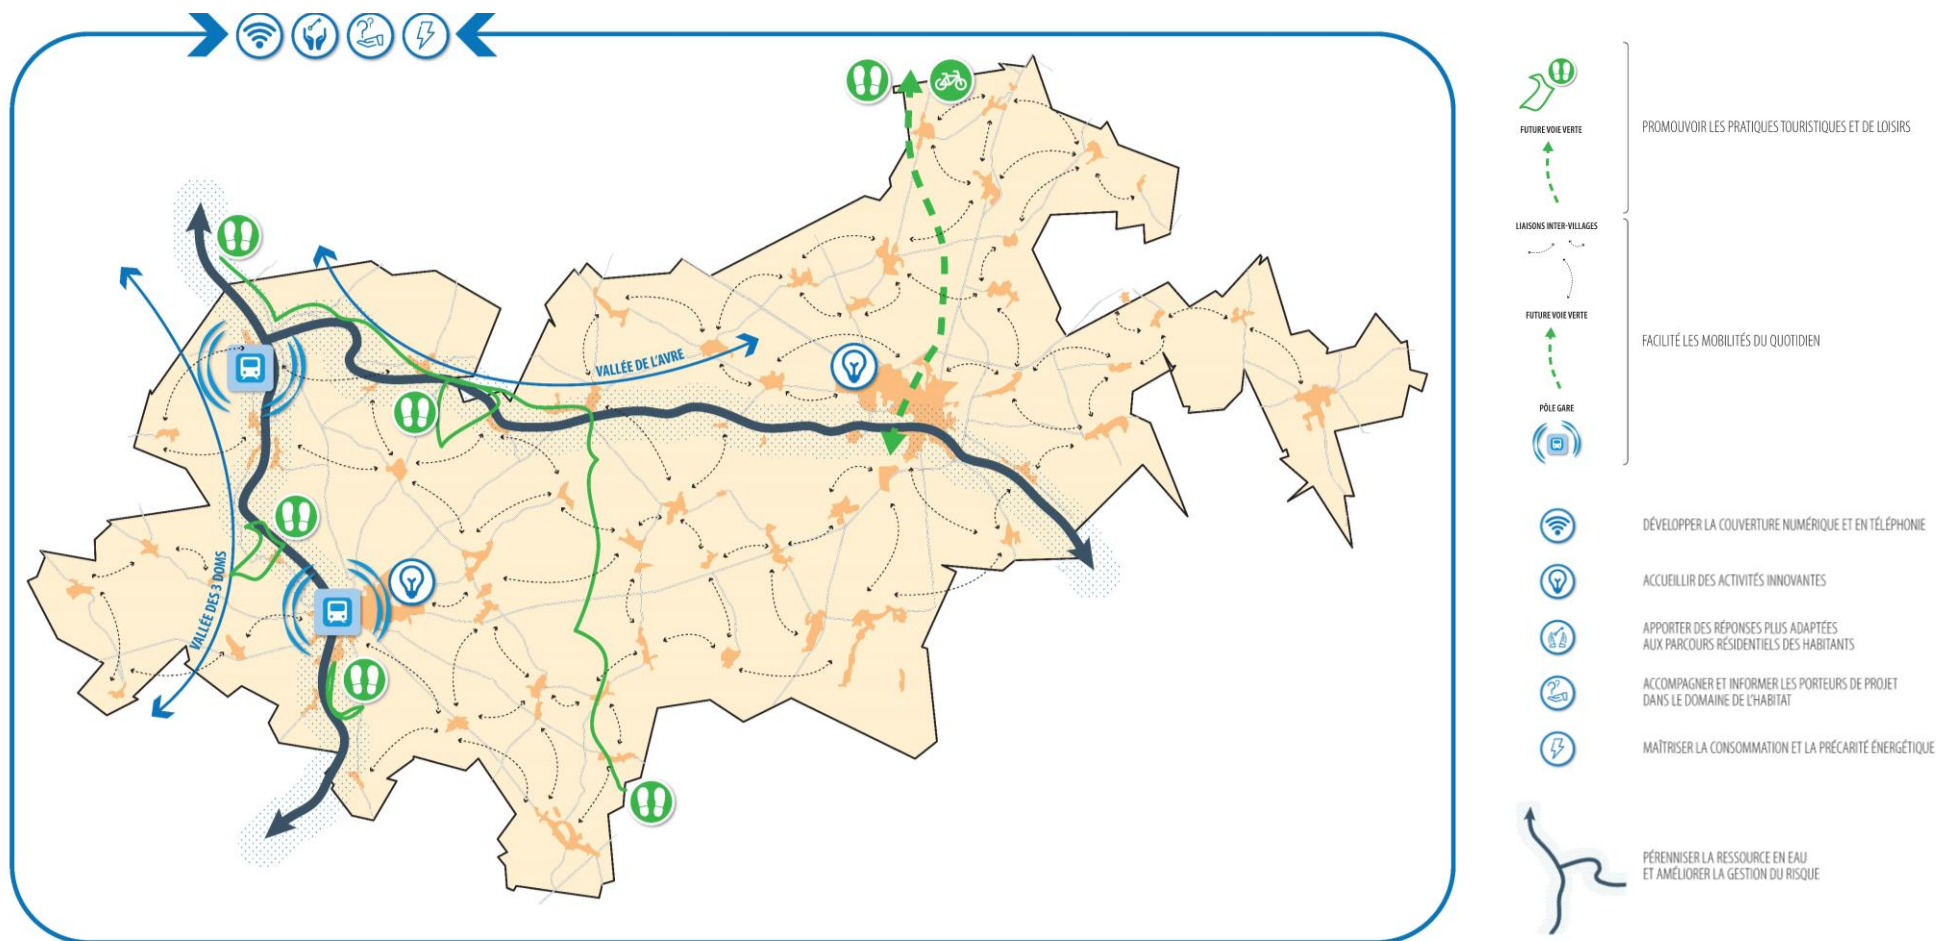 VALLÉE DE L'AVRE
VALLÉE DES 3 DOMS
FUTURE VOIE VERTE
PROMOUVOIR LES PRATIQUES TOURISTIQUES ET DE LOISIRS
LIAISONS INTER-VILLAGES
FUTURE VOIE VERTE
FACILITÉ LES MOBILITÉS DU QUOTIDIEN
PÔLE GARE
DÉVELOPPER LA COUVERTURE NUMÉRIQUE ET EN TÉLÉPHONIE
ACCUEILLIR DES ACTIVITÉS INNOVANTES
APPORTER DES RÉPONSES PLUS ADAPTÉES
AUX PARCOURS RÉSIDENTIELS DES HABITANTS
ACCOMPAGNER ET INFORMER LES PORTEURS DE PROJET
DANS LE DOMAINE DE L'HABITAT
MAÎTRISER LA CONSOMMATION ET LA PRÉCARITÉ ÉNERGÉTIQUE
PÉRENNISER LA RESSOURCE EN EAU
ET AMÉLIORER LA GESTION DU RISQUE